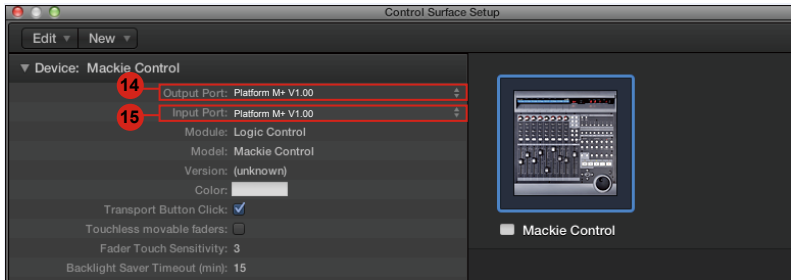 Control Surface Setup
Edit New
Device: Mackie Control
14 Output Port: Platform M+ V1.00
15 Input Port: Platform M+ V1.00
Module: Logic Control
Model: Mackie Control
Version: (unknown)
Color:
Transport Button Click:
Touchless movable faders:
Fader Touch Sensitivity: 3
Backlight Saver Timeout (min): 15
Mackie Control